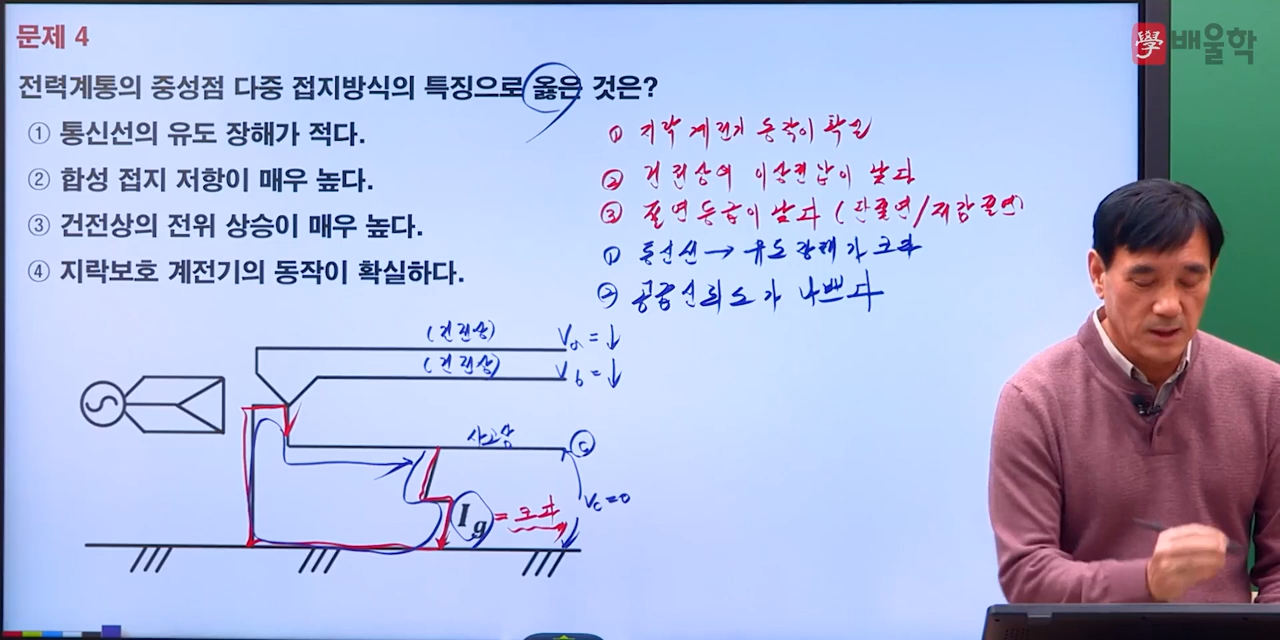 문제 4
學 배울학
전력계통의 중성점 다중 접지방식의 특징으로 옳은 것은?
① 통신선의 유도 장해가 적다.
② 합성 접지 저항이 매우 높다.
③ 건전상의 전위 상승이 매우 높다.
④ 지락보호 계전기의 동작이 확실하다.
① 지락 계전기 동작이 확실
② 건전상의 이상전압이 낮다
③ 절연등급이 낮다 (단절연/저감절연)
① 통신선 → 유도장해가 크다
② 공급신뢰도가 나쁘다
(건전상) Va = ↓
(건전상) Vb = ↓
사고상 c
Vc = 0
Ig = 크다